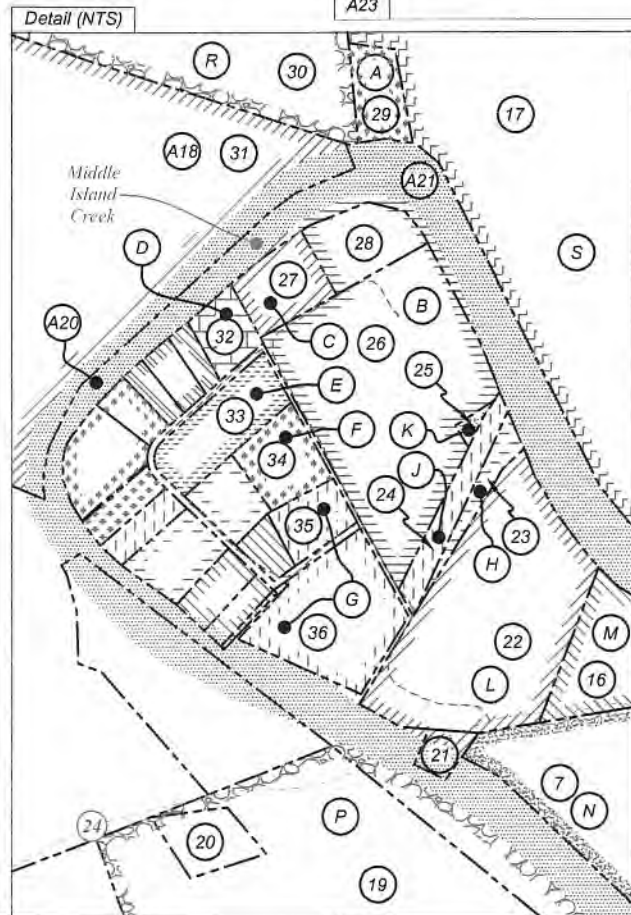 A23
Detail (NTS)
R
30
A
29
17
A18
31
A21
Middle
Island
Creek
D
28
S
27
B
A20
32
C
26
25
E
33
K
F
34
J
24
35
23
H
G
36
22
M
L
16
21
7
N
24
20
P
19